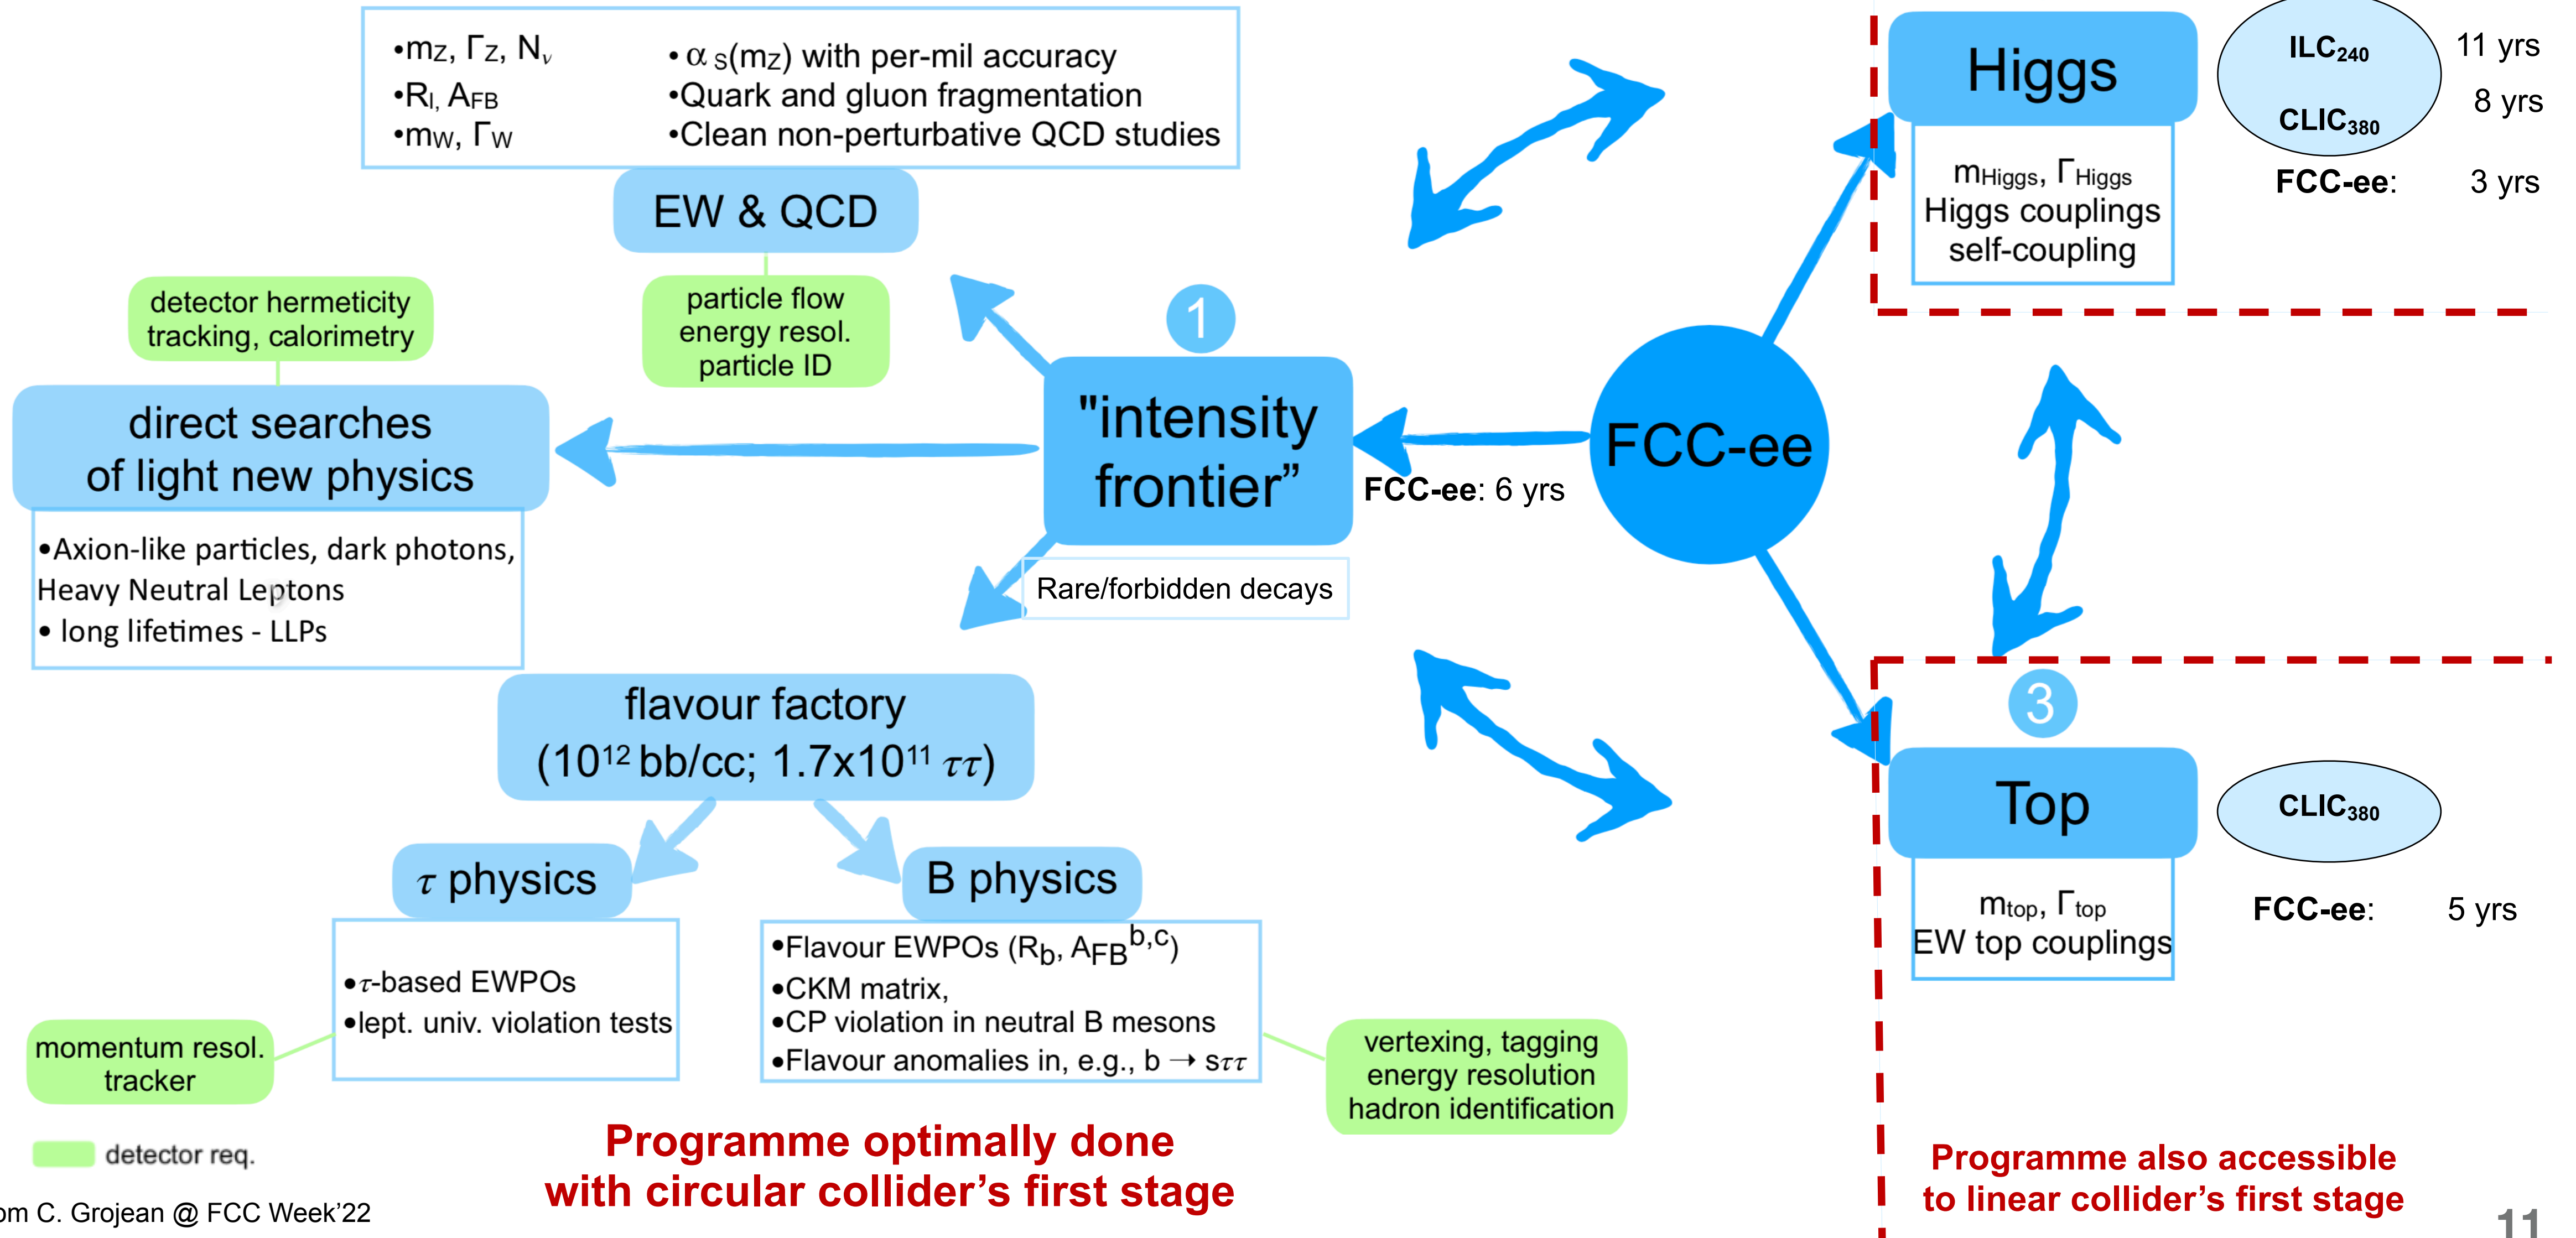 •mZ, ΓZ, Nν
•Rl, AFB
•mW, ΓW
• αS(mZ) with per-mil accuracy
•Quark and gluon fragmentation
•Clean non-perturbative QCD studies
EW & QCD
particle flow
energy resol.
particle ID
detector hermeticity
tracking, calorimetry
direct searches
of light new physics
•Axion-like particles, dark photons,
Heavy Neutral Leptons
• long lifetimes - LLPs
1
"intensity
frontier”
Rare/forbidden decays
FCC-ee: 6 yrs
FCC-ee
Higgs
mHiggs, ΓHiggs
Higgs couplings
self-coupling
ILC240 11 yrs
CLIC380 8 yrs
FCC-ee: 3 yrs
flavour factory
(10¹² bb/cc; 1.7x10¹¹ ττ)
τ physics
•τ-based EWPOs
•lept. univ. violation tests
momentum resol.
tracker
B physics
•Flavour EWPOs (Rb, AFBb,c)
•CKM matrix,
•CP violation in neutral B mesons
•Flavour anomalies in, e.g., b → sττ
vertexing, tagging
energy resolution
hadron identification
3
Top
mtop, Γtop
EW top couplings
CLIC380
FCC-ee: 5 yrs
detector req.
Programme optimally done
with circular collider’s first stage
Programme also accessible
to linear collider’s first stage
C. Grojean @ FCC Week’22
11